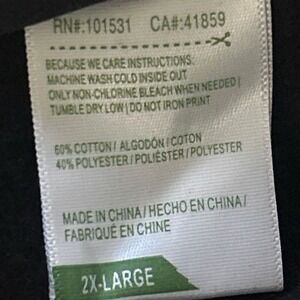 RN#:101531 CA#:41859
BECAUSE WE CARE INSTRUCTIONS:
MACHINE WASH COLD INSIDE OUT
ONLY NON-CHLORINE BLEACH WHEN NEEDED |
TUMBLE DRY LOW | DO NOT IRON PRINT
60% COTTON / ALGODÓN / COTON
40% POLYESTER / POLIÉSTER / POLYESTER
MADE IN CHINA / HECHO EN CHINA /
FABRIQUÉ EN CHINE
2X-LARGE